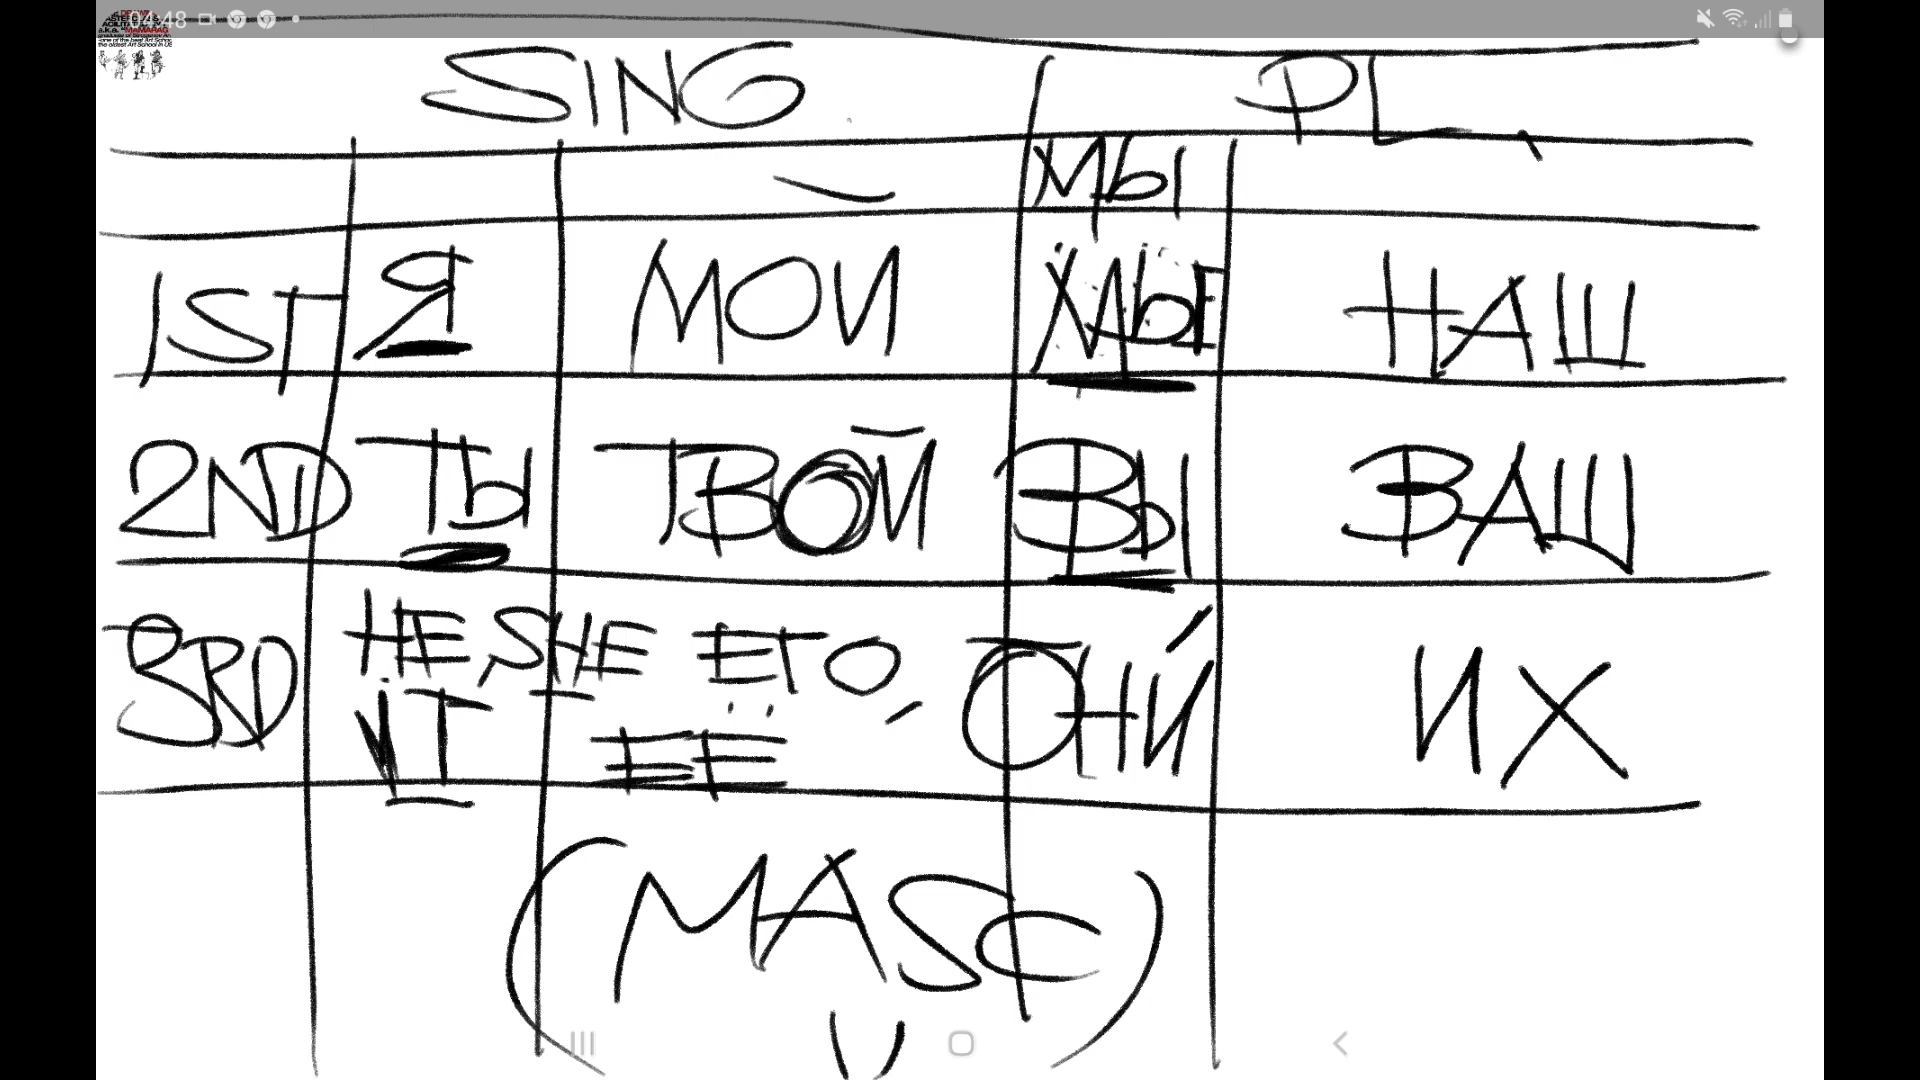 SING PL.
МЫ
1ST Я МОЙ МЫ НАШ
2ND ТЫ ТВОЙ ВЫ ВАШ
3RD HE, SHE ЕГО, ОНИ́ ИХ
IT ЕЁ
(MASC)